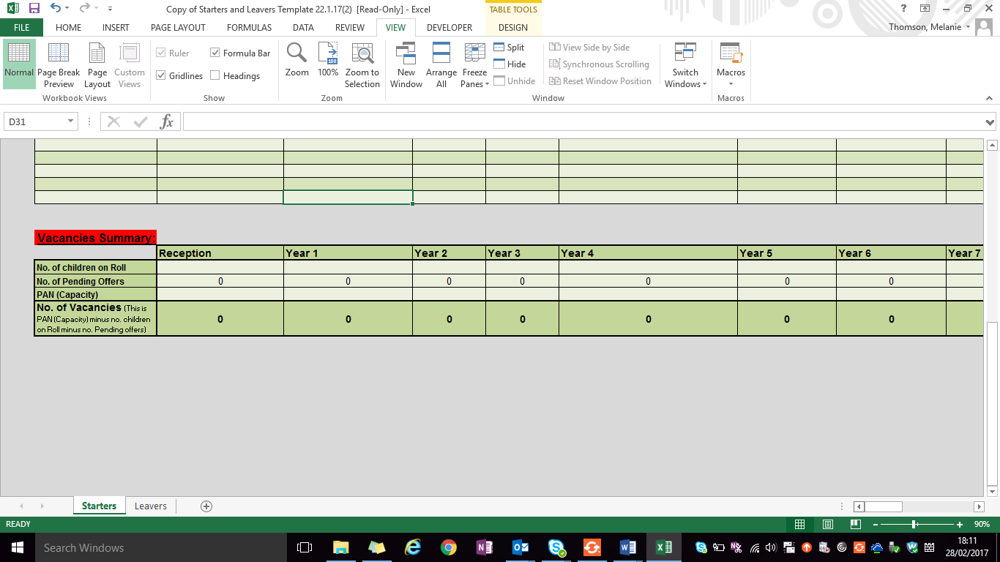 Copy of Starters and Leavers Template 22.1.17(2) [Read-Only] - Excel
TABLE TOOLS
?
FILE HOME INSERT PAGE LAYOUT FORMULAS DATA REVIEW VIEW DEVELOPER DESIGN Thomson, Melanie
Normal
Page Break Preview
Page Layout
Custom Views
Workbook Views
Ruler
Formula Bar
Gridlines
Headings
Show
Zoom
100
100%
Zoom to Selection
Zoom
New Window
Arrange All
Freeze Panes
Split
Hide
Unhide
View Side by Side
Synchronous Scrolling
Reset Window Position
Window
Switch Windows
Macros
Macros
D31
fx
Vacancies Summary:
Reception Year 1 Year 2 Year 3 Year 4 Year 5 Year 6 Year 7
No. of children on Roll
No. of Pending Offers 0 0 0 0 0 0 0
PAN (Capacity)
No. of Vacancies (This is
PAN (Capacity) minus no. children
on Roll minus no. Pending offers)
0 0 0 0 0 0 0
Starters Leavers
READY
90%
Search Windows
18:11
28/02/2017